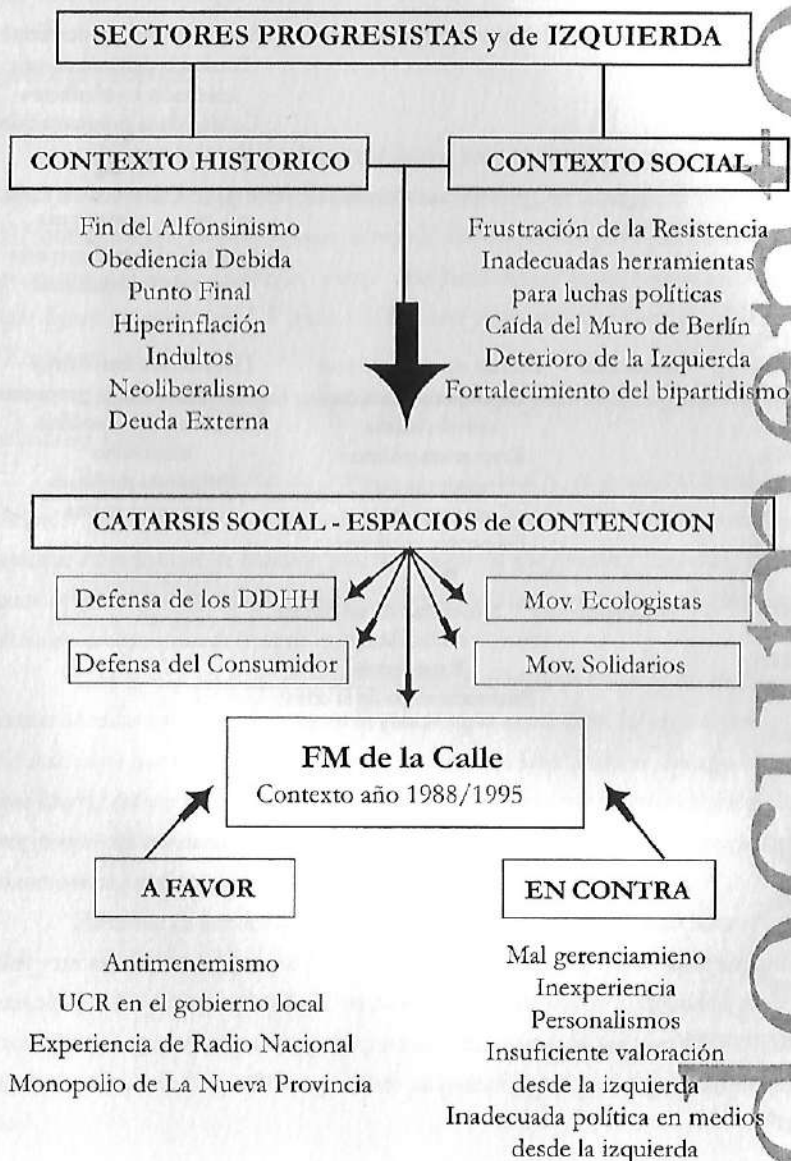 SECTORES PROGRESISTAS y de IZQUIERDA
CONTEXTO HISTORICO
Fin del Alfonsinismo
Obediencia Debida
Punto Final
Hiperinflación
Indultos
Neoliberalismo
Deuda Externa
CONTEXTO SOCIAL
Frustración de la Resistencia
Inadecuadas herramientas
para luchas políticas
Caída del Muro de Berlín
Deterioro de la Izquierda
Fortalecimiento del bipartidismo
CATARSIS SOCIAL - ESPACIOS de CONTENCION
Defensa de los DDHH
Mov. Ecologistas
Defensa del Consumidor
Mov. Solidarios
FM de la Calle
Contexto año 1988/1995
A FAVOR
Antimenemismo
UCR en el gobierno local
Experiencia de Radio Nacional
Monopolio de La Nueva Provincia
EN CONTRA
Mal gerenciamieno
Inexperiencia
Personalismos
Insuficiente valoración
desde la izquierda
Inadecuada política en medios
desde la izquierda